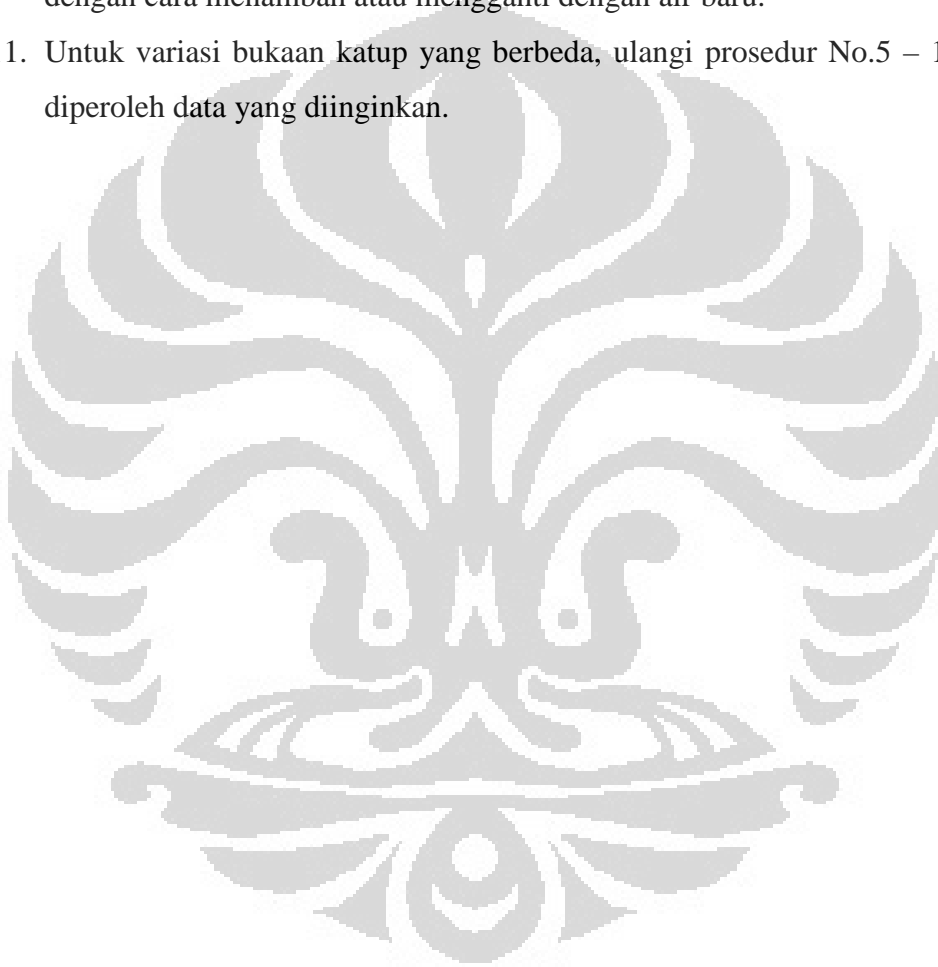 dengan cara menambah atau mengganti dengan air baru.
1. Untuk variasi bukaan katup yang berbeda, ulangi prosedur No.5 – 1
diperoleh data yang diinginkan.